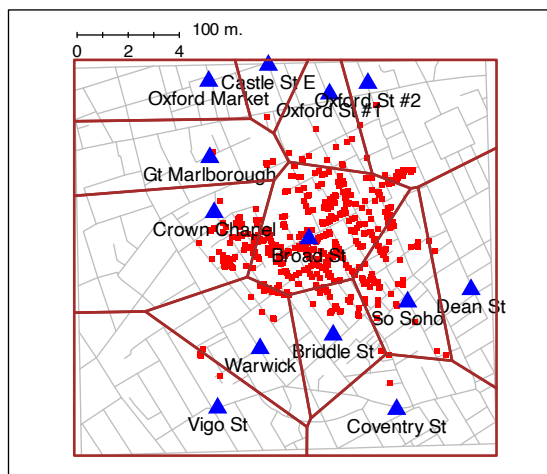 100 m.
0 2 4
Castle St E
Oxford Market
Oxford St #2
Oxford St #1
Gt Marlborough
Crown Chapel
Broad St
Dean St
So Soho
Briddle St
Warwick
Vigo St
Coventry St